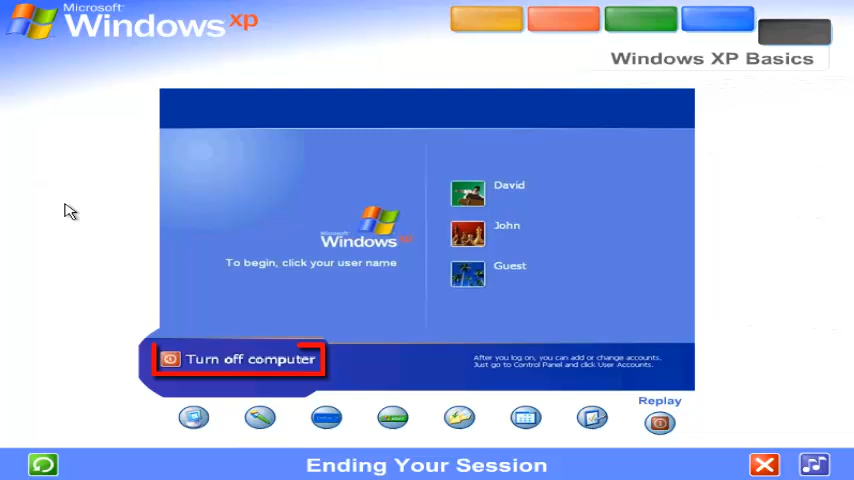 Microsoft
Windows xp
Windows XP Basics
David
John
Microsoft
Windows xp
To begin, click your user name
Guest
Turn off computer
After you log on, you can add or change accounts.
Just go to Control Panel and click User Accounts.
Replay
Ending Your Session